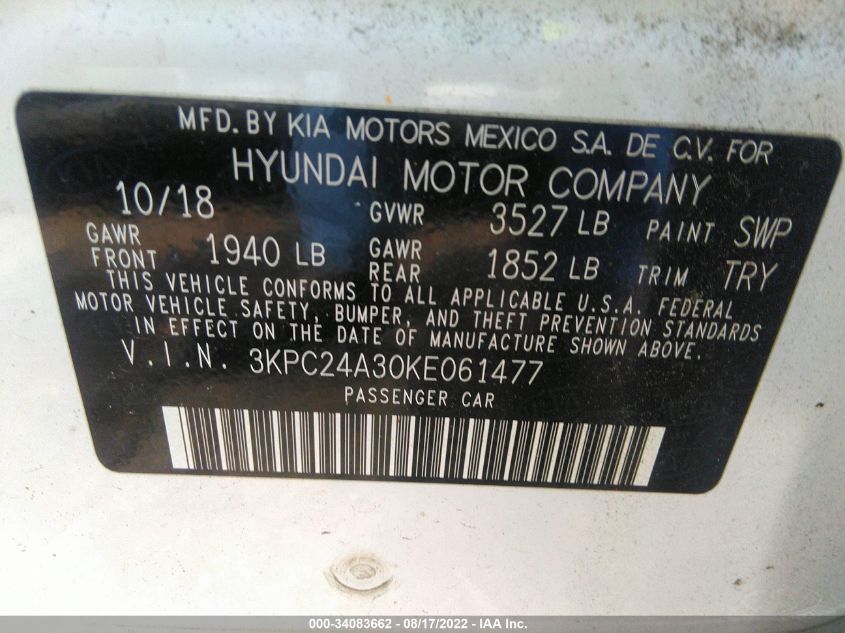 MFD. BY KIA MOTORS MEXICO S.A. DE C.V. FOR
HYUNDAI MOTOR COMPANY
10/18 GVWR 3527 LB PAINT SWP
GAWR FRONT 1940 LB GAWR REAR 1852 LB TRIM TRY
THIS VEHICLE CONFORMS TO ALL APPLICABLE U.S.A. FEDERAL
MOTOR VEHICLE SAFETY, BUMPER, AND THEFT PREVENTION STANDARDS
IN EFFECT ON THE DATE OF MANUFACTURE SHOWN ABOVE.
V.I.N. 3KPC24A30KE061477
PASSENGER CAR
000-34083662 - 08/17/2022 - IAA Inc.